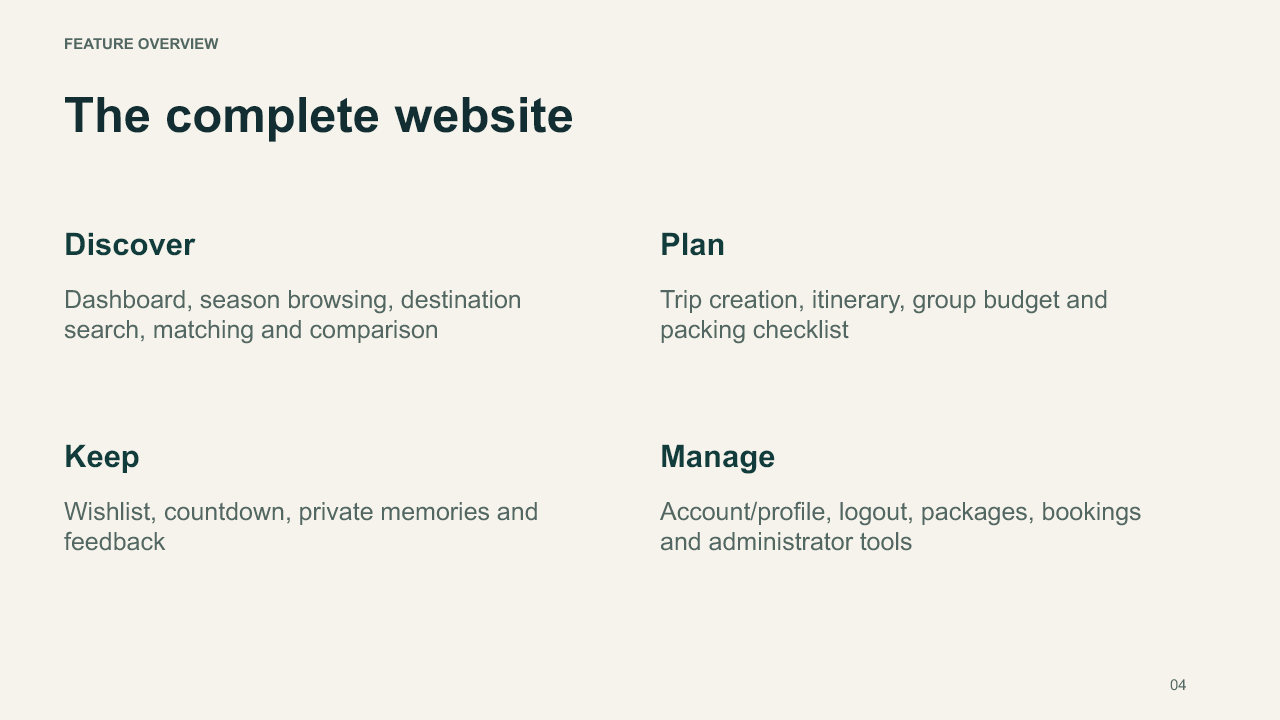 FEATURE OVERVIEW
The complete website
Discover
Dashboard, season browsing, destination
search, matching and comparison
Plan
Trip creation, itinerary, group budget and
packing checklist
Keep
Wishlist, countdown, private memories and
feedback
Manage
Account/profile, logout, packages, bookings
and administrator tools
04